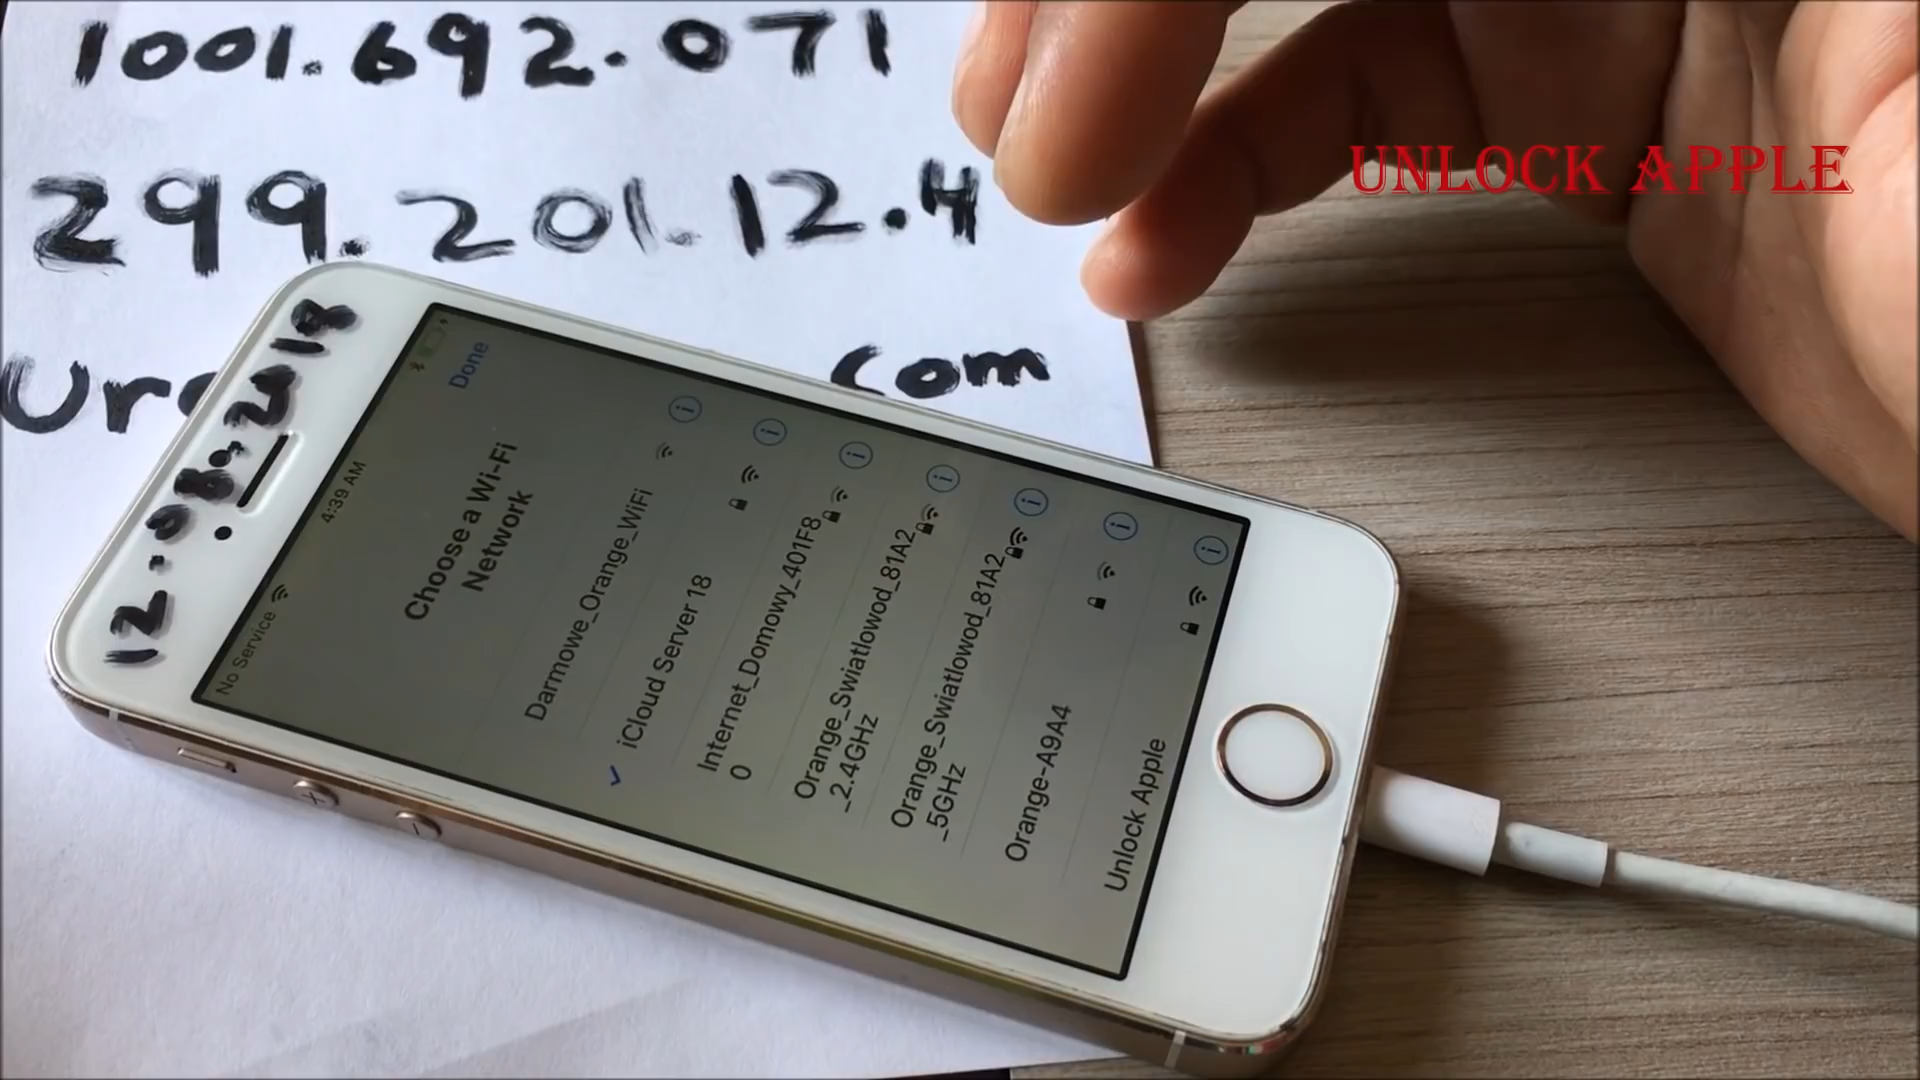 1001.692.071
299.201.12.4
com
UNLOCK APPLE
12.08.2018
No Service
4:39 AM
Done
Choose a Wi-Fi
Network
Darmowe_Orange_WiFi
iCloud Server 18
Internet_Domowy_401F8
0
Orange_Swiatlowod_81A2
_2.4GHz
Orange_Swiatlowod_81A2
_5GHz
Orange-A9A4
Unlock Apple